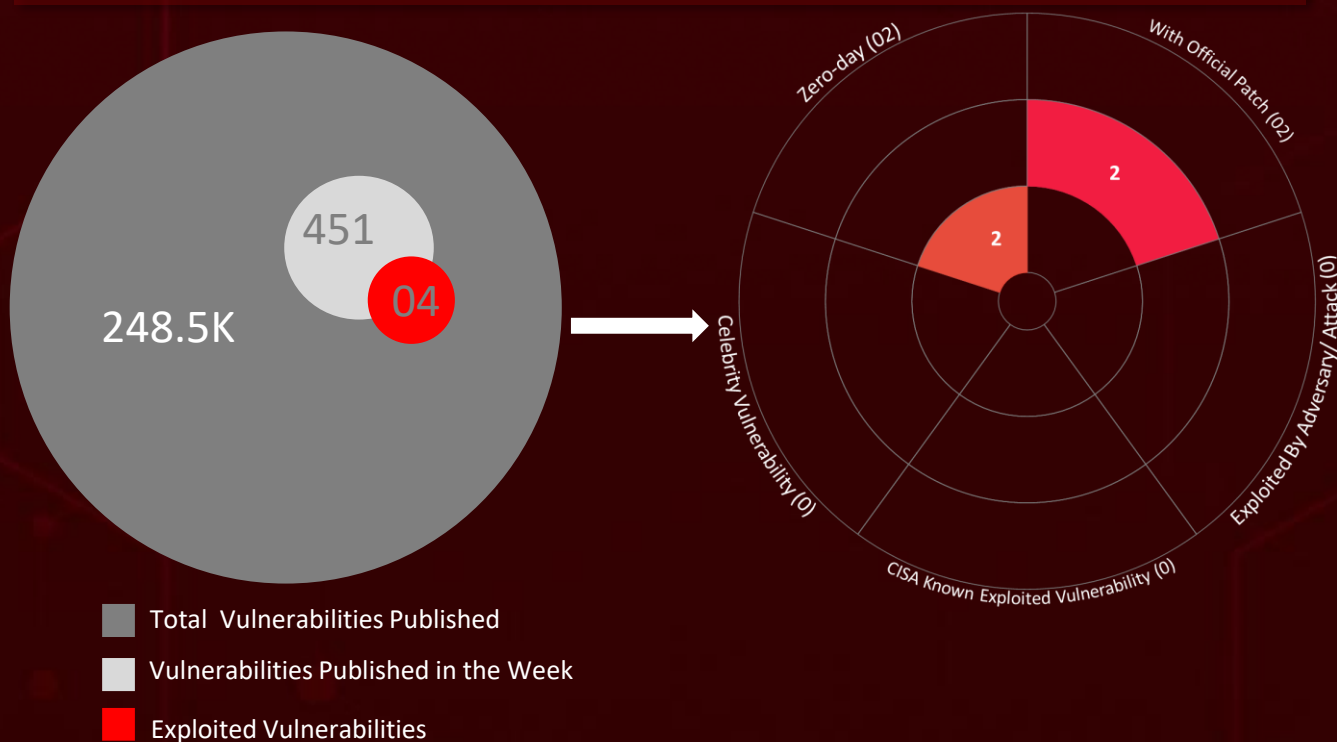 248.5K
451
04
Total Vulnerabilities Published
Vulnerabilities Published in the Week
Exploited Vulnerabilities
Zero-day (02)
With Official Patch (02)
2
2
Exploited By Adversary/ Attack (0)
Celebrity Vulnerability (0)
CISA Known Exploited Vulnerability (0)